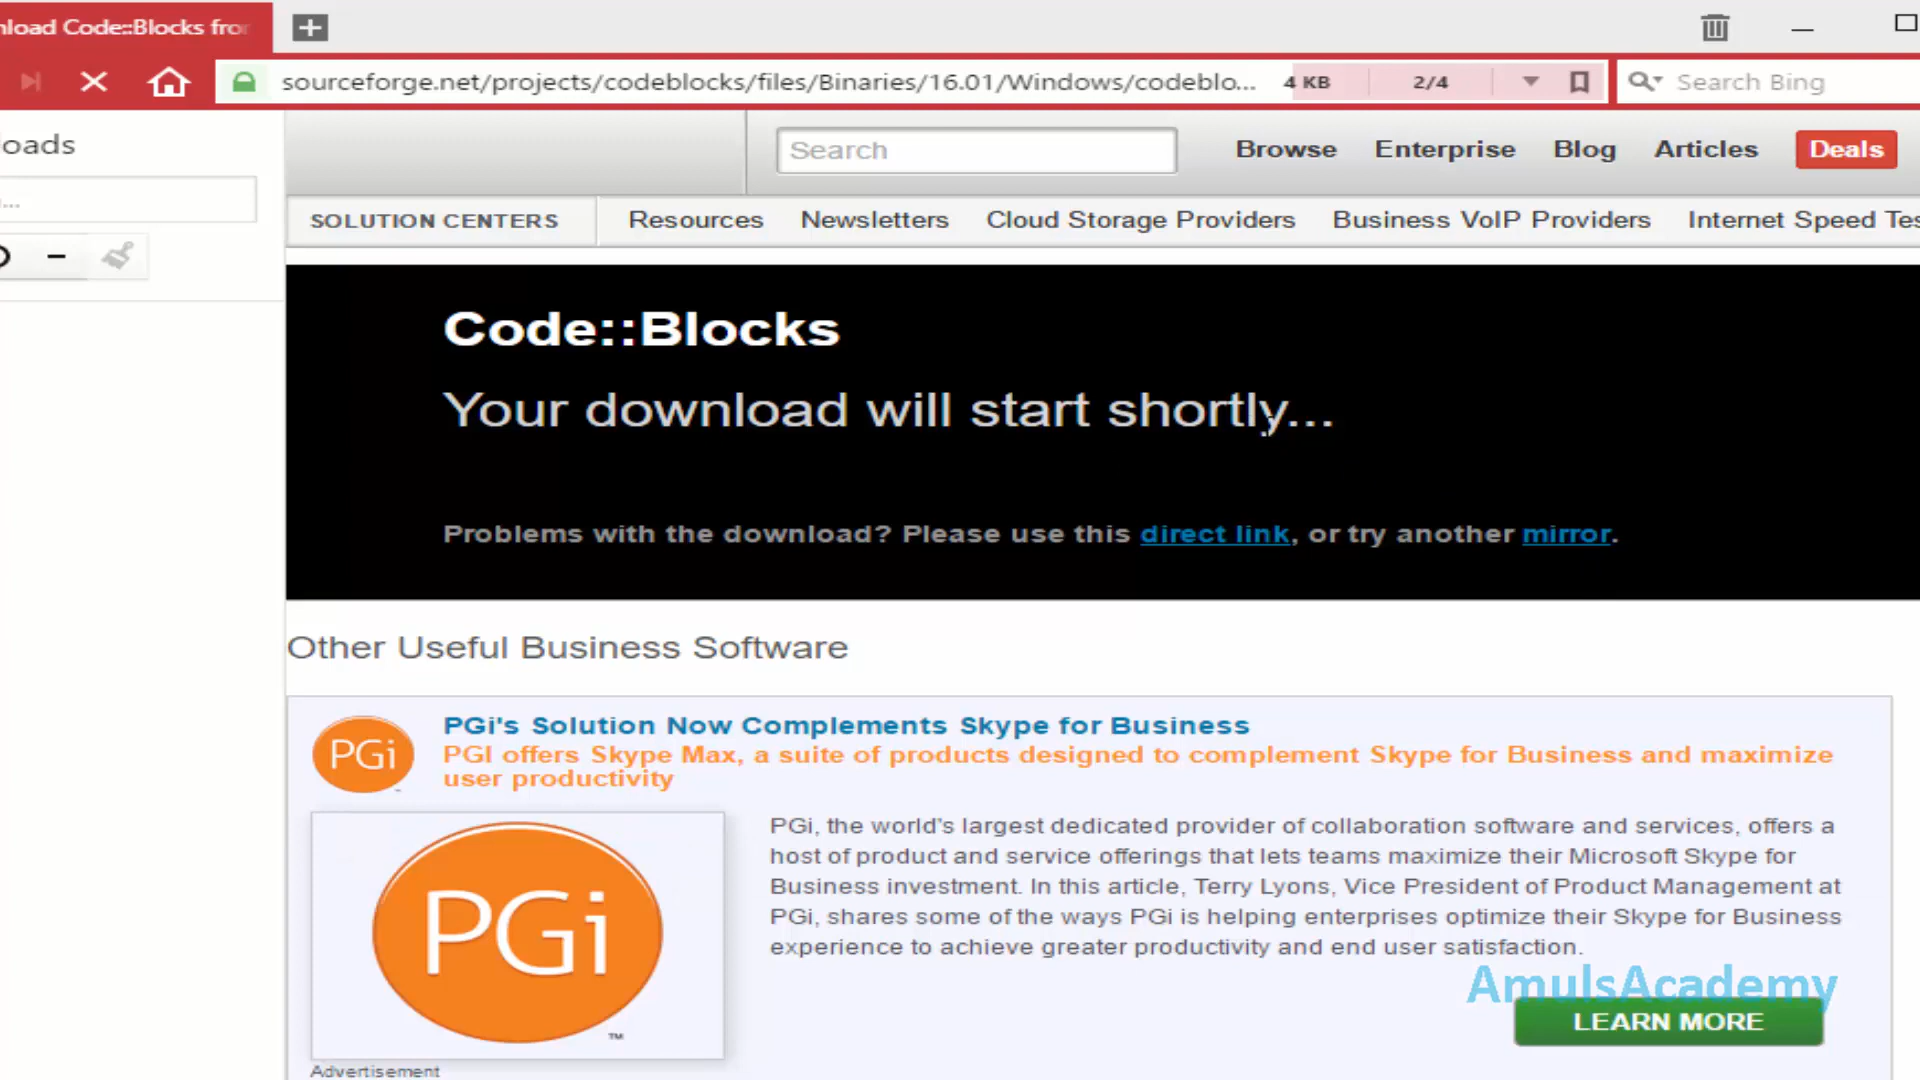 nload Code::Blocks fro
sourceforge.net/projects/codeblocks/files/Binaries/16.01/Windows/codeblo... 4 KB 2/4 Search Bing
oads
Search Browse Enterprise Blog Articles Deals
...
SOLUTION CENTERS Resources Newsletters Cloud Storage Providers Business VoIP Providers Internet Speed Tes
Code::Blocks
Your download will start shortly...
Problems with the download? Please use this direct link, or try another mirror.
Other Useful Business Software
PGi
PGi's Solution Now Complements Skype for Business
PGI offers Skype Max, a suite of products designed to complement Skype for Business and maximize
user productivity
PGi, the world's largest dedicated provider of collaboration software and services, offers a
host of product and service offerings that lets teams maximize their Microsoft Skype for
Business investment. In this article, Terry Lyons, Vice President of Product Management at
PGi, shares some of the ways PGi is helping enterprises optimize their Skype for Business
experience to achieve greater productivity and end user satisfaction.
PGi
TM
AmulsAcademy
LEARN MORE
Advertisement